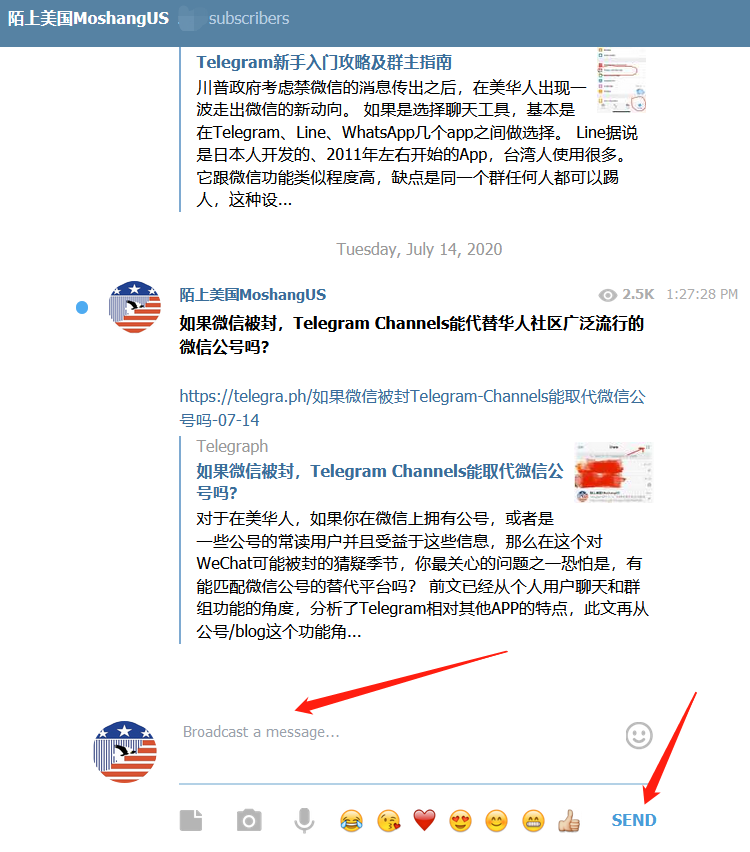 陌上美国MoshangUS subscribers
Telegram新手入门攻略及群主指南
川普政府考虑禁微信的消息传出之后，在美华人出现一
波走出微信的新动向。 如果是选择聊天工具，基本是
在Telegram、Line、WhatsApp几个app之间做选择。 Line据说
是日本人开发的、2011年左右开始的App，台湾人使用很多。
它跟微信功能类似程度高，缺点是同一个群任何人都可以踢
人，这种设...
Tuesday, July 14, 2020
陌上美国MoshangUS 2.5K 1:27:28 PM
如果微信被封，Telegram Channels能代替华人社区广泛流行的
微信公号吗?
https://telegra.ph/如果微信被封Telegram-Channels能取代微信公
号吗-07-14
Telegraph
如果微信被封，Telegram Channels能取代微信公
号吗?
对于在美华人，如果你在微信上拥有公号，或者是
一些公号的常读用户并且受益于这些信息，那么在这个对
WeChat可能被封的猜疑季节，你最关心的问题之一恐怕是，有
能匹配微信公号的替代平台吗？ 前文已经从个人用户聊天和群
组功能的角度，分析了Telegram相对其他APP的特点，此文再从
公号/blog这个功能角...
Broadcast a message...
SEND